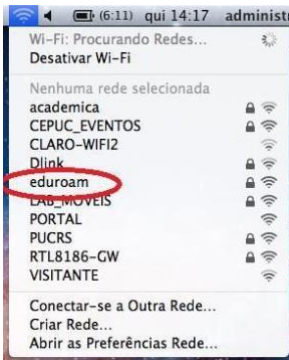 (6:11) qui 14:17 administ
Wi-Fi: Procurando Redes...
Desativar Wi-Fi
Nenhuma rede selecionada
academica
CEPUC_EVENTOS
CLARO-WIFI2
Dlink
eduroam
LAB_MOVEIS
PORTAL
PUCRS
RTL8186-GW
VISITANTE
Conectar-se a Outra Rede...
Criar Rede...
Abrir as Preferências Rede...